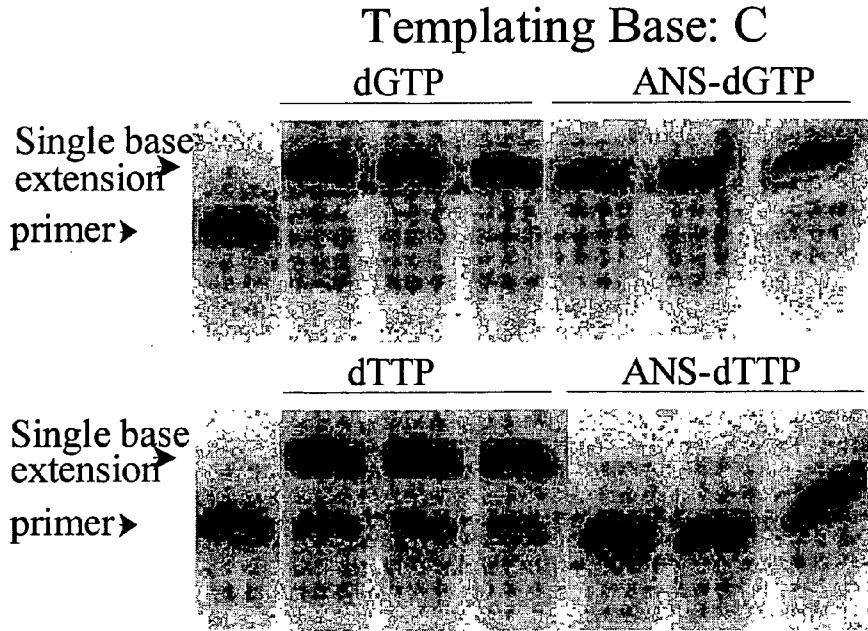 Templating Base: C
dGTP ANS-dGTP
Single base
extension
primer
dTTP ANS-dTTP
Single base
extension
primer